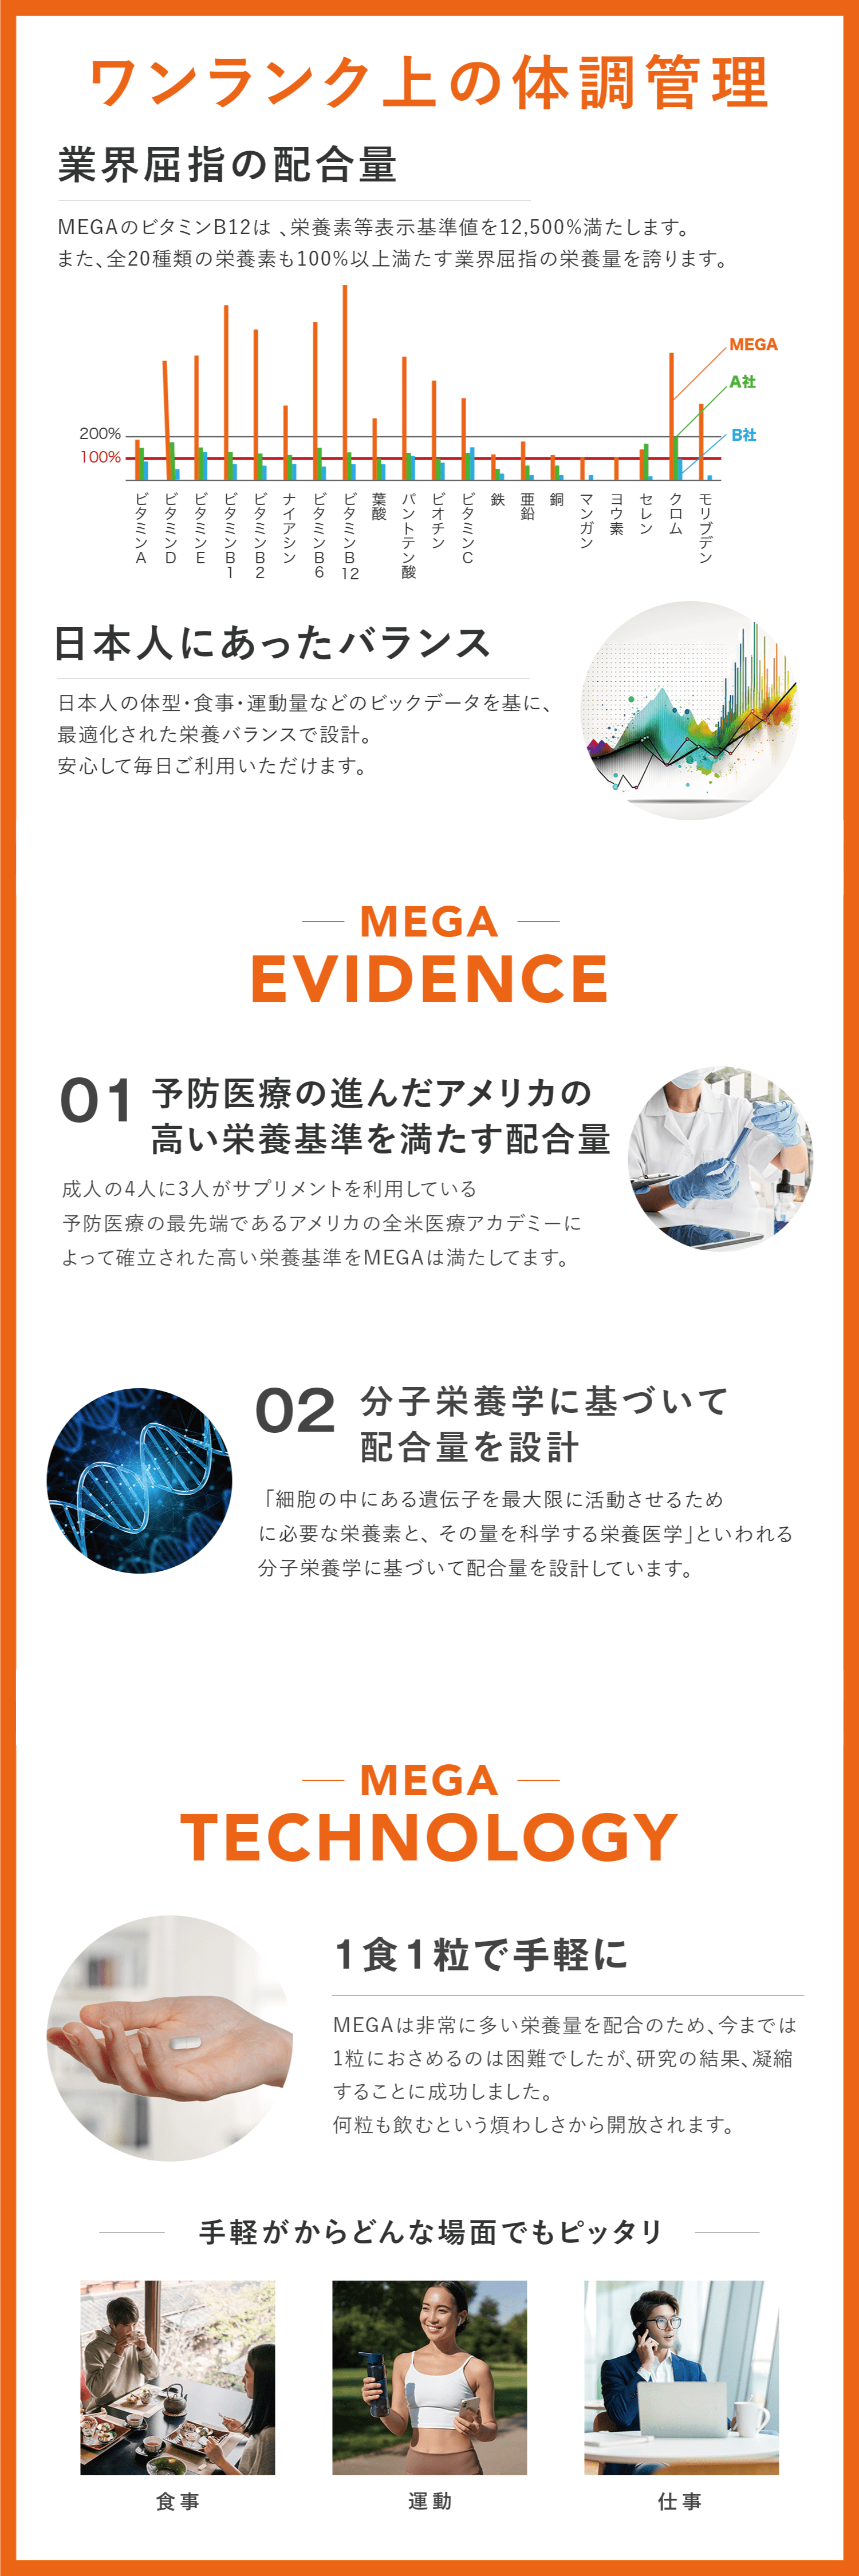 ワンランク上の体調管理
業界屈指の配合量
MEGAのビタミンB12は、栄養素等表示基準値を12,500%満たします。
また、全20種類の栄養素も100%以上満たす業界屈指の栄養量を誇ります。
MEGA
A社
B社
200%
100%
ビタミンA
ビタミンD
ビタミンE
ビタミンB1
ビタミンB2
ナイアシン
ビタミンB6
ビタミンB12
葉酸
パントテン酸
ビオチン
ビタミンC
鉄
亜鉛
銅
マンガン
ヨウ素
セレン
クロム
モリブデン
日本人にあったバランス
日本人の体型・食事・運動量などのビックデータを基に、
最適化された栄養バランスで設計。
安心して毎日ご利用いただけます。
MEGA
EVIDENCE
01 予防医療の進んだアメリカの
高い栄養基準を満たす配合量
成人の4人に3人がサプリメントを利用している
予防医療の最先端であるアメリカの全米医療アカデミーに
よって確立された高い栄養基準をMEGAは満たしてます。
02 分子栄養学に基づいて
配合量を設計
「細胞の中にある遺伝子を最大限に活動させるため
に必要な栄養素と、その量を科学する栄養医学」といわれる
分子栄養学に基づいて配合量を設計しています。
MEGA
TECHNOLOGY
1食1粒で手軽に
MEGAは非常に多い栄養量を配合のため、今までは
1粒におさめるのは困難でしたが、研究の結果、凝縮
することに成功しました。
何粒も飲むという煩わしさから開放されます。
手軽がからどんな場面でもピッタリ
食事
運動
仕事